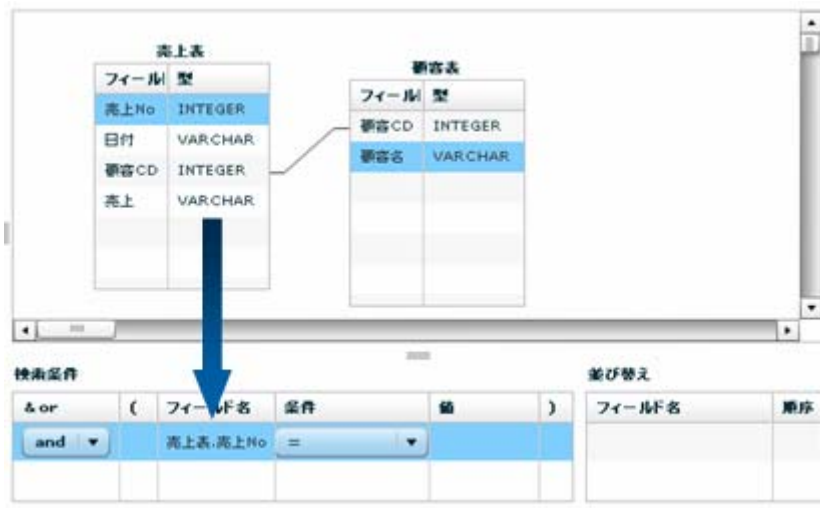 売上表
フィール 型
売上No INTEGER
日付 VARCHAR
顧客CD INTEGER
売上 VARCHAR
顧客表
フィール 型
顧客CD INTEGER
顧客名 VARCHAR
検索条件
& or ( フィールド名 条件 値 )
and 売上表.売上No =
並び替え
フィールド名 順序